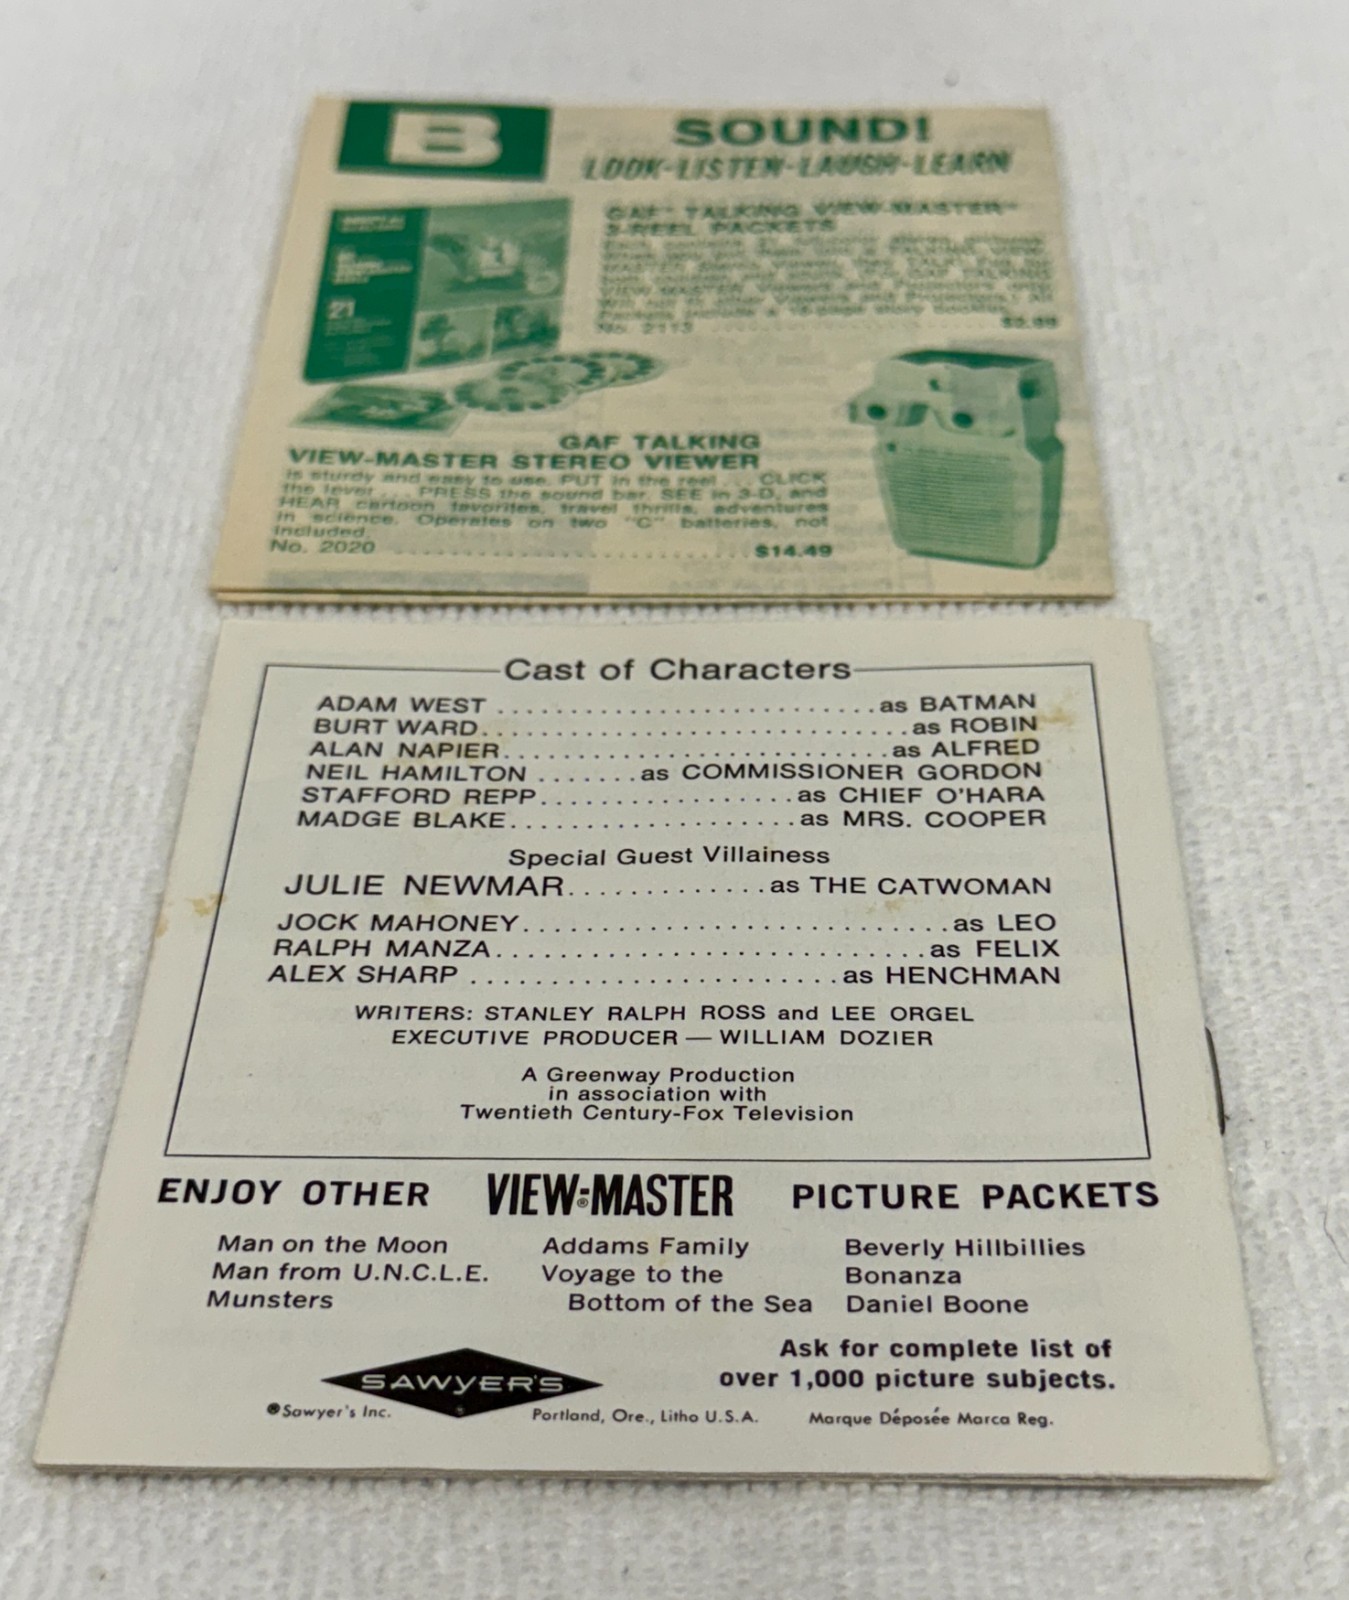 B
SOUND!
LOOK-LISTEN-LAUGH-LEARN
GAF™ TALKING VIEW-MASTER™
3-REEL PACKETS
No. 2113
21
GAF TALKING
VIEW-MASTER STEREO VIEWER
is sturdy and easy to use. PUT in the reel... CLICK
the lever... PRESS the sound bar. SEE in 3-D, and
HEAR cartoon favorites, travel thrills, adventures
in science. Operates on two "C" batteries, not
included.
No. 2020 ........................ $14.49
Cast of Characters
ADAM WEST ........................... as BATMAN
BURT WARD .............................. as ROBIN
ALAN NAPIER ........................... as ALFRED
NEIL HAMILTON ....... as COMMISSIONER GORDON
STAFFORD REPP .................. as CHIEF O'HARA
MADGE BLAKE .................... as MRS. COOPER
Special Guest Villainess
JULIE NEWMAR ............. as THE CATWOMAN
JOCK MAHONEY ............................. as LEO
RALPH MANZA ............................. as FELIX
ALEX SHARP ........................ as HENCHMAN
WRITERS: STANLEY RALPH ROSS and LEE ORGEL
EXECUTIVE PRODUCER — WILLIAM DOZIER
A Greenway Production
in association with
Twentieth Century-Fox Television
ENJOY OTHER VIEW-MASTER® PICTURE PACKETS
Man on the Moon
Man from U.N.C.L.E.
Munsters
Addams Family
Voyage to the
Bottom of the Sea
Beverly Hillbillies
Bonanza
Daniel Boone
Ask for complete list of
over 1,000 picture subjects.
SAWYER'S
®Sawyer's Inc. Portland, Ore., Litho U.S.A. Marque Déposée Marca Reg.